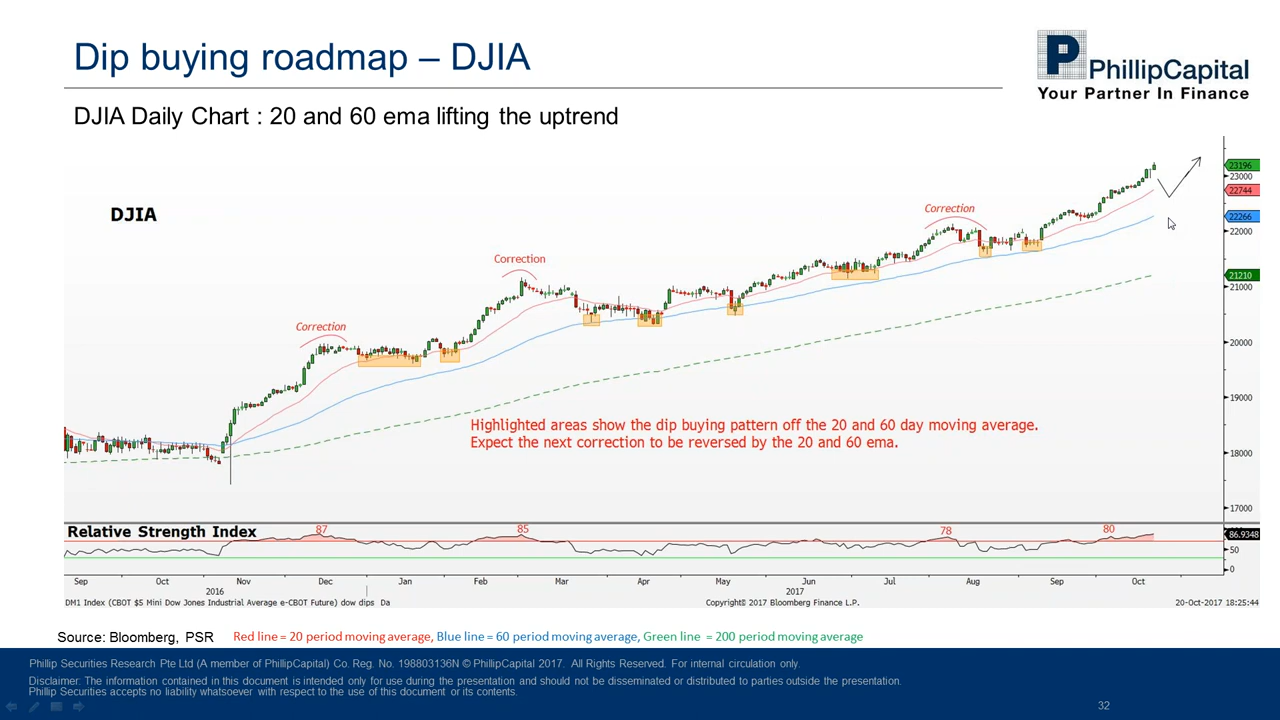 Dip buying roadmap – DJIA
P PhillipCapital
Your Partner In Finance
DJIA Daily Chart : 20 and 60 ema lifting the uptrend
DJIA
Correction
Correction
Correction
23196
23000
22744
22266
22000
21210
21000
20000
19000
18000
17000
Highlighted areas show the dip buying pattern off the 20 and 60 day moving average.
Expect the next correction to be reversed by the 20 and 60 ema.
Relative Strength Index
87
85
78
80
86.9348
50
0
Sep Oct Nov Dec Jan Feb Mar Apr May Jun Jul Aug Sep Oct
2016 2017
DM1 Index (CBOT $5 Mini Dow Jones Industrial Average e-CBOT Future) dow dips Da
Copyright© 2017 Bloomberg Finance L.P.
20-Oct-2017 18:25:44
Source: Bloomberg, PSR
Red line = 20 period moving average, Blue line = 60 period moving average, Green line = 200 period moving average
Phillip Securities Research Pte Ltd (A member of PhillipCapital) Co. Reg. No. 198803136N © PhillipCapital 2017. All Rights Reserved. For internal circulation only.
Disclaimer: The information contained in this document is intended only for use during the presentation and should not be disseminated or distributed to parties outside the presentation.
Phillip Securities accepts no liability whatsoever with respect to the use of this document or its contents.
32